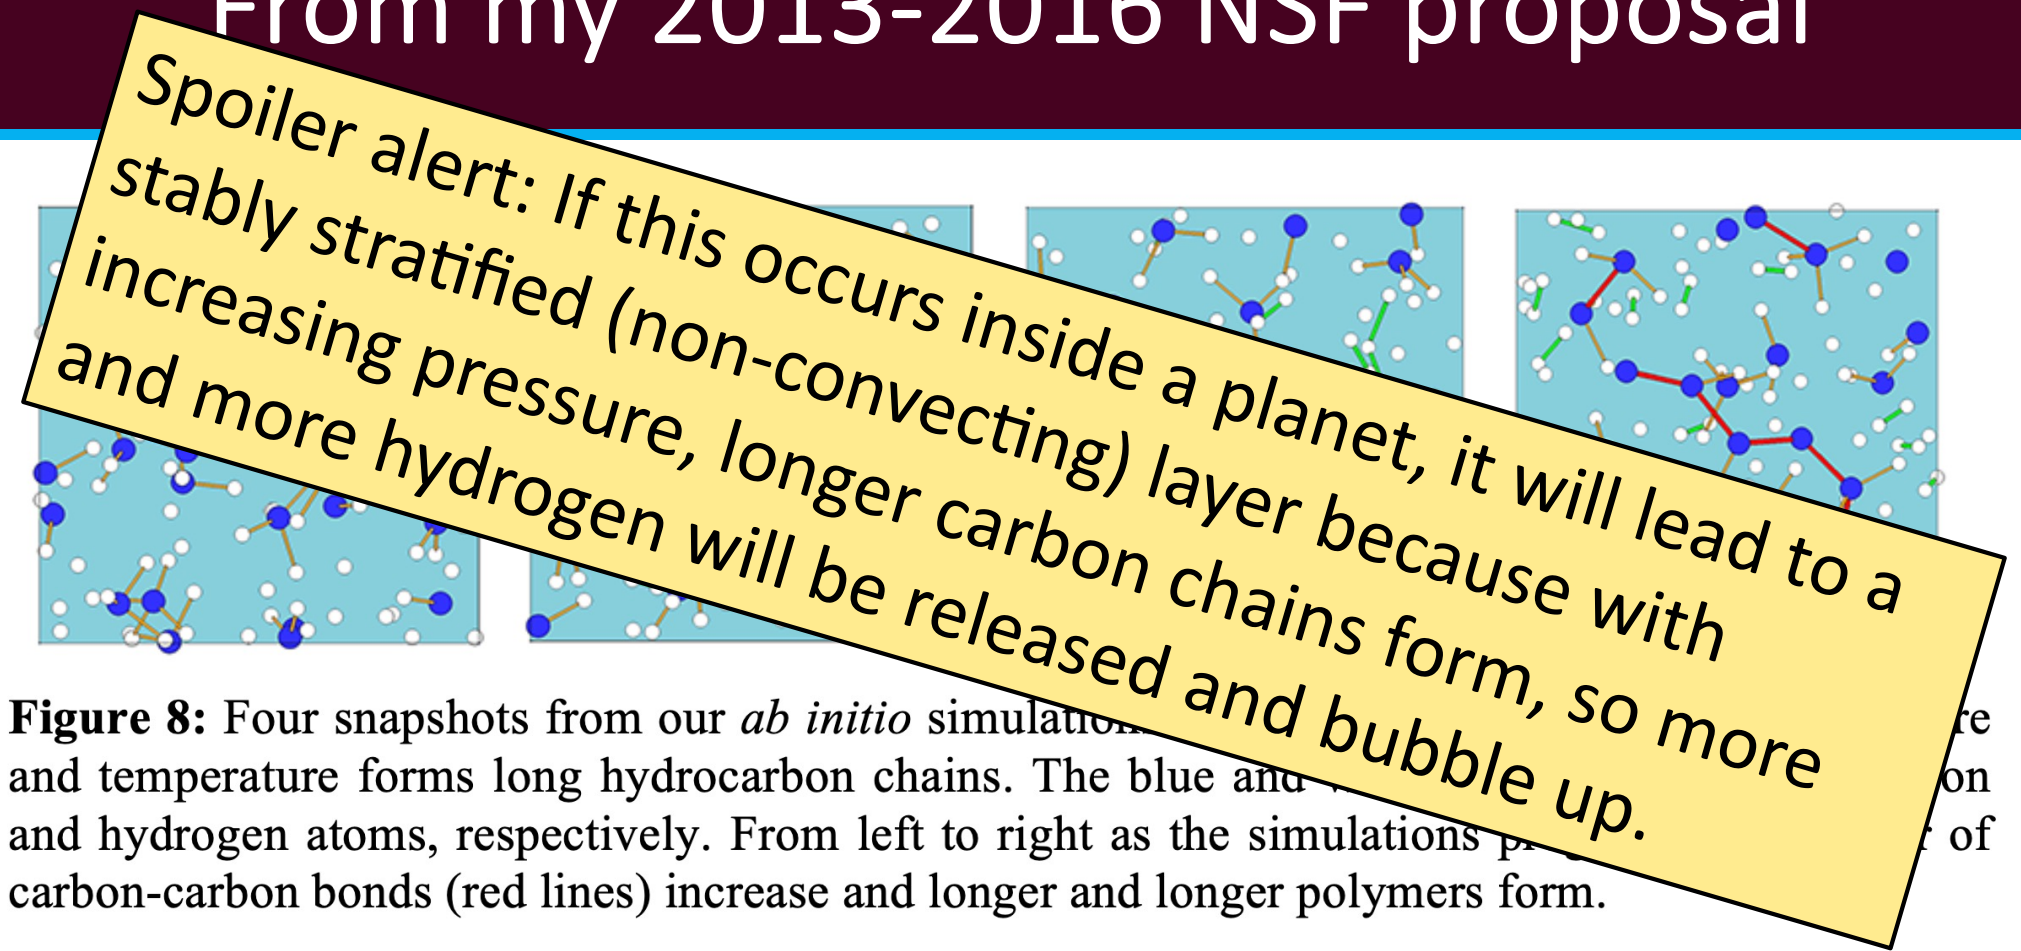 From my 2013-2016 NSF proposal
Spoiler alert: If this occurs inside a planet, it will lead to a
stably stratified (non-convecting) layer because with
increasing pressure, longer carbon chains form, so more
and more hydrogen will be released and bubble up.
Figure 8: Four snapshots from our ab initio
and temperature forms long hydrocarbon chains. The blue and
and hydrogen atoms, respectively. From left to right as the simulations of
carbon-carbon bonds (red lines) increase and longer and longer polymers form.